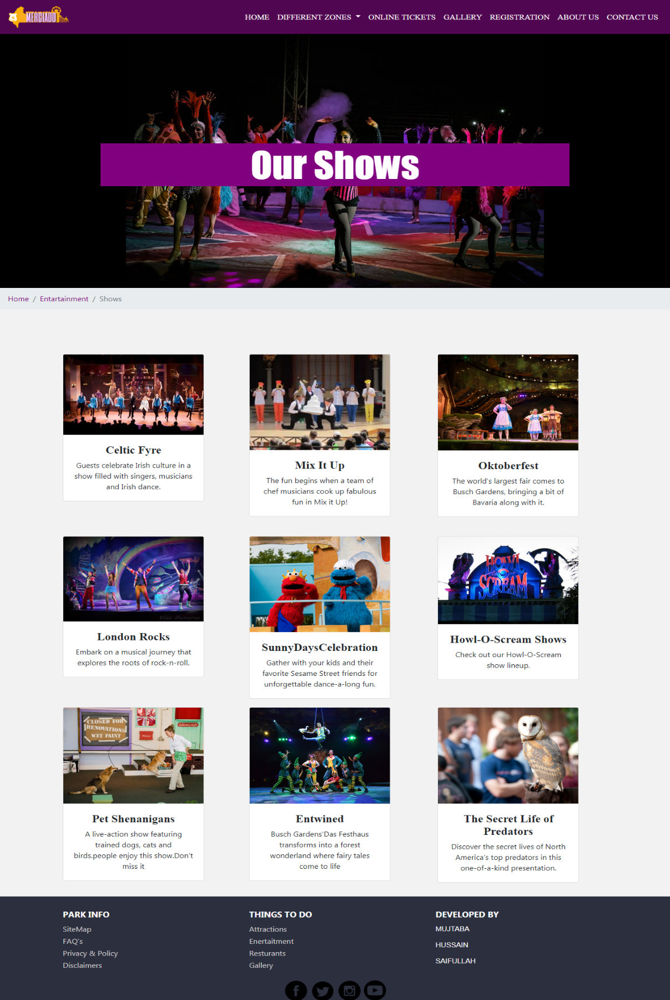 MERCIADO
HOME DIFFERENT ZONES ONLINE TICKETS GALLERY REGISTRATION ABOUT US CONTACT US
Our Shows
Home / Entartainment / Shows
Celtic Fyre
Guests celebrate Irish culture in a
show filled with singers, musicians
and Irish dance.
Mix It Up
The fun begins when a team of
chef musicians cook up fabulous
fun in Mix it Up!
Oktoberfest
The world's largest fair comes to
Busch Gardens, bringing a bit of
Bavaria along with it.
BGW Memories
London Rocks
Embark on a musical journey that
explores the roots of rock-n-roll.
SunnyDaysCelebration
Gather with your kids and their
favorite Sesame Street friends for
unforgettable dance-a-long fun.
HOWL
O
SCREAM
Howl-O-Scream Shows
Check out our Howl-O-Scream
show lineup.
CLOSED FOR
RENOVATIONS
WET PAINT
Pet Shenanigans
A live-action show featuring
trained dogs, cats and
birds.people enjoy this show.Don't
miss it
Entwined
Busch Gardens'Das Festhaus
transforms into a forest
wonderland where fairy tales
come to life
The Secret Life of
Predators
Discover the secret lives of North
America's top predators in this
one-of-a-kind presentation.
PARK INFO
SiteMap
FAQ's
Privacy & Policy
Disclaimers
THINGS TO DO
Attractions
Enertaitment
Resturants
Gallery
DEVELOPED BY
MUJTABA
HUSSAIN
SAIFULLAH